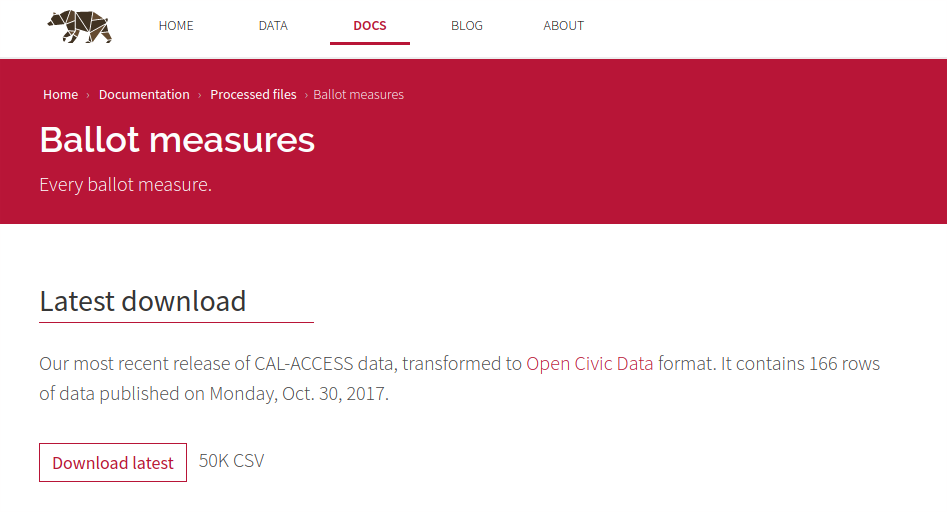 HOME DATA DOCS BLOG ABOUT
Home › Documentation › Processed files › Ballot measures
Ballot measures
Every ballot measure.
Latest download
Our most recent release of CAL-ACCESS data, transformed to Open Civic Data format. It contains 166 rows
of data published on Monday, Oct. 30, 2017.
Download latest 50K CSV